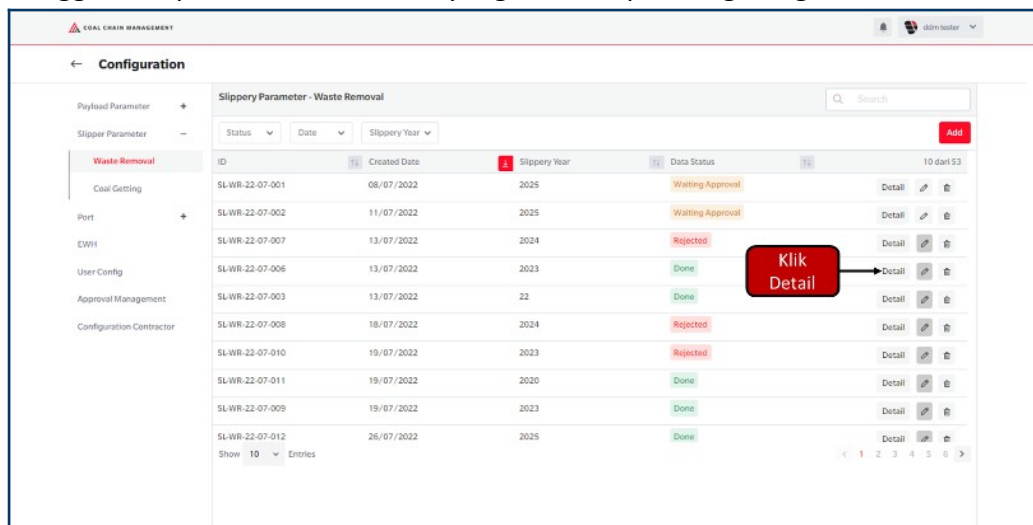 COAL CHAIN MANAGEMENT
ddm tester
← Configuration
Payload Parameter +
Slipper Parameter −
Waste Removal
Coal Getting
Port +
EWH
User Config
Approval Management
Configuration Contractor
Slippery Parameter - Waste Removal
Search
Status Date Slippery Year
Add
ID Created Date Slippery Year Data Status 10 dari 53
SL-WR-22-07-001 08/07/2022 2025 Waiting Approval Detail
SL-WR-22-07-002 11/07/2022 2025 Waiting Approval Detail
SL-WR-22-07-007 13/07/2022 2024 Rejected Detail
SL-WR-22-07-006 13/07/2022 2023 Done Detail
SL-WR-22-07-003 13/07/2022 22 Done Detail
SL-WR-22-07-008 18/07/2022 2024 Rejected Detail
SL-WR-22-07-010 19/07/2022 2023 Rejected Detail
SL-WR-22-07-011 19/07/2022 2020 Done Detail
SL-WR-22-07-009 19/07/2022 2023 Done Detail
SL-WR-22-07-012 26/07/2022 2025 Done Detail
Klik
Detail
Show 10 Entries
< 1 2 3 4 5 6 >